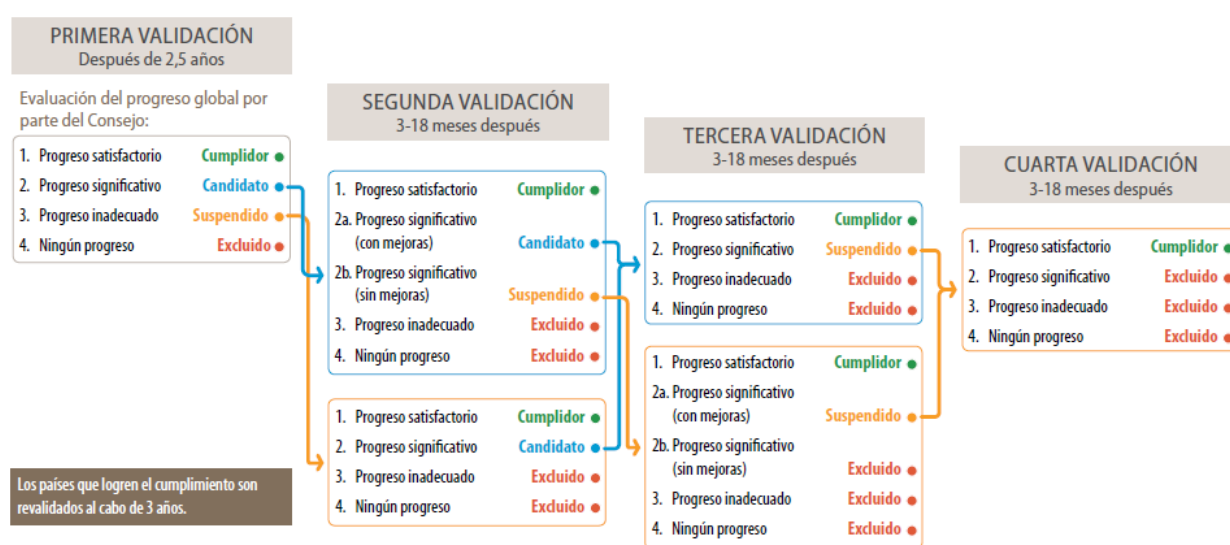 PRIMERA VALIDACIÓN
Después de 2,5 años
Evaluación del progreso global por
parte del Consejo:
1. Progreso satisfactorio Cumplidor
2. Progreso significativo Candidato
3. Progreso inadecuado Suspendido
4. Ningún progreso Excluido
Los países que logren el cumplimiento son
revalidados al cabo de 3 años.
SEGUNDA VALIDACIÓN
3-18 meses después
1. Progreso satisfactorio Cumplidor
2a. Progreso significativo
(con mejoras) Candidato
2b. Progreso significativo
(sin mejoras) Suspendido
3. Progreso inadecuado Excluido
4. Ningún progreso Excluido
1. Progreso satisfactorio Cumplidor
2. Progreso significativo Candidato
3. Progreso inadecuado Excluido
4. Ningún progreso Excluido
TERCERA VALIDACIÓN
3-18 meses después
1. Progreso satisfactorio Cumplidor
2. Progreso significativo Suspendido
3. Progreso inadecuado Excluido
4. Ningún progreso Excluido
1. Progreso satisfactorio Cumplidor
2a. Progreso significativo
(con mejoras) Suspendido
2b. Progreso significativo
(sin mejoras) Excluido
3. Progreso inadecuado Excluido
4. Ningún progreso Excluido
CUARTA VALIDACIÓN
3-18 meses después
1. Progreso satisfactorio Cumplidor
2. Progreso significativo Excluido
3. Progreso inadecuado Excluido
4. Ningún progreso Excluido